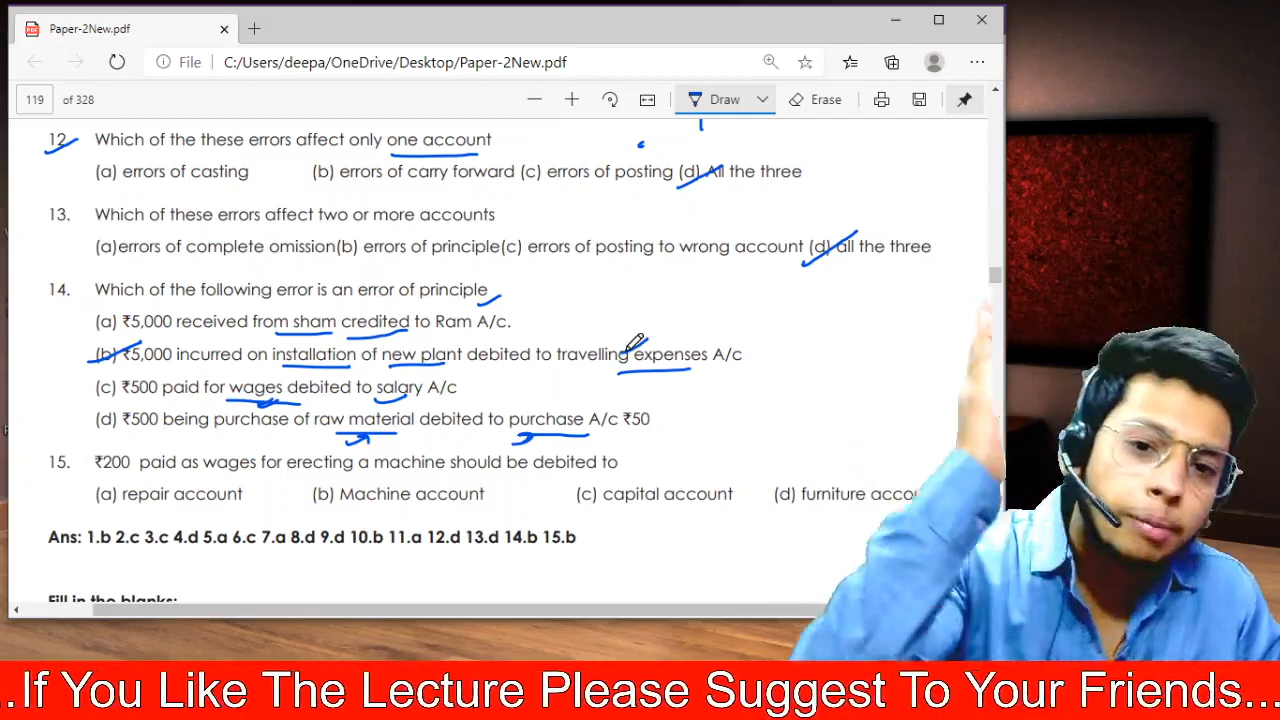 Paper-2New.pdf
File C:/Users/deepa/OneDrive/Desktop/Paper-2New.pdf
119 of 328 Draw Erase
12 Which of the these errors affect only one account
(a) errors of casting (b) errors of carry forward (c) errors of posting (d) All the three
13. Which of these errors affect two or more accounts
(a)errors of complete omission(b) errors of principle(c) errors of posting to wrong account (d) all the three
14. Which of the following error is an error of principle
(a) ₹5,000 received from sham credited to Ram A/c.
(b) ₹5,000 incurred on installation of new plant debited to travelling expenses A/c
(c) ₹500 paid for wages debited to salary A/c
(d) ₹500 being purchase of raw material debited to purchase A/c ₹50
15. ₹200 paid as wages for erecting a machine should be debited to
(a) repair account (b) Machine account (c) capital account (d) furniture accou
Ans: 1.b 2.c 3.c 4.d 5.a 6.c 7.a 8.d 9.d 10.b 11.a 12.d 13.d 14.b 15.b
Fill in the blanks:
..If You Like The Lecture Please Suggest To Your Friends...